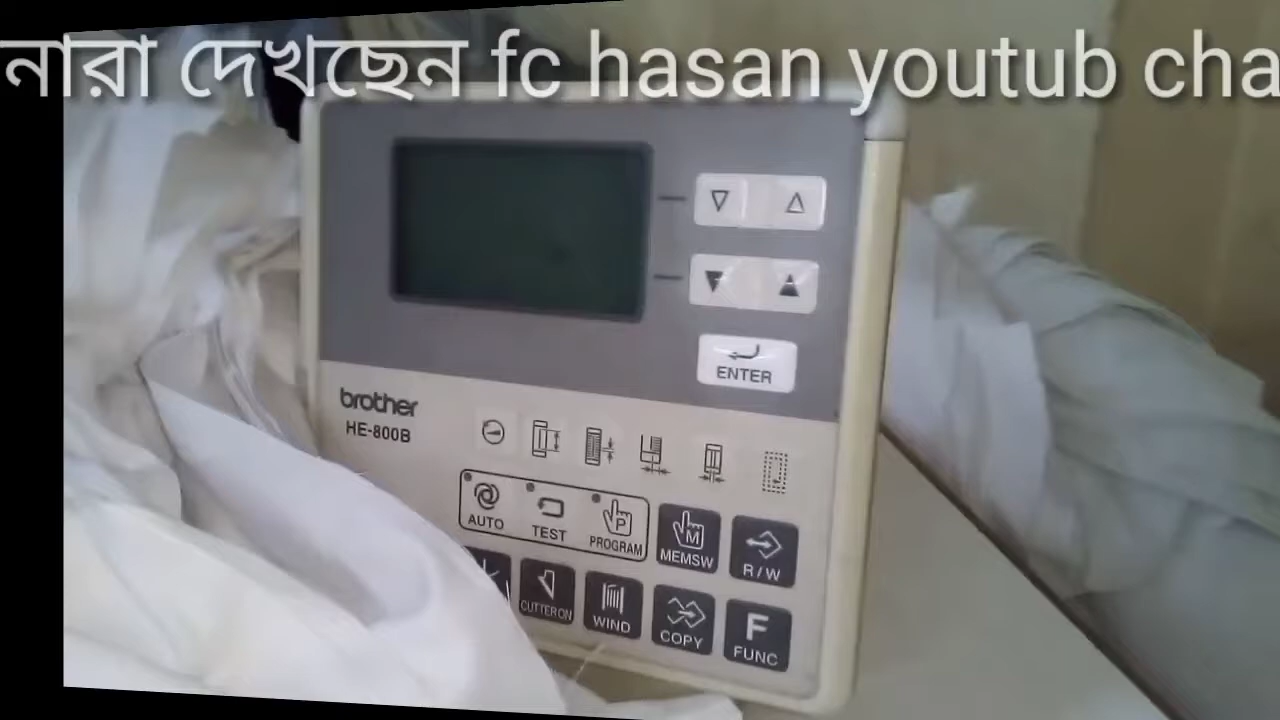 নারা দেখছেন fc hasan youtub cha
ENTER
brother
HE-800B
AUTO
TEST
PROGRAM
MEMSW
R/W
CUTTER ON
WIND
COPY
F
FUNC
P
M